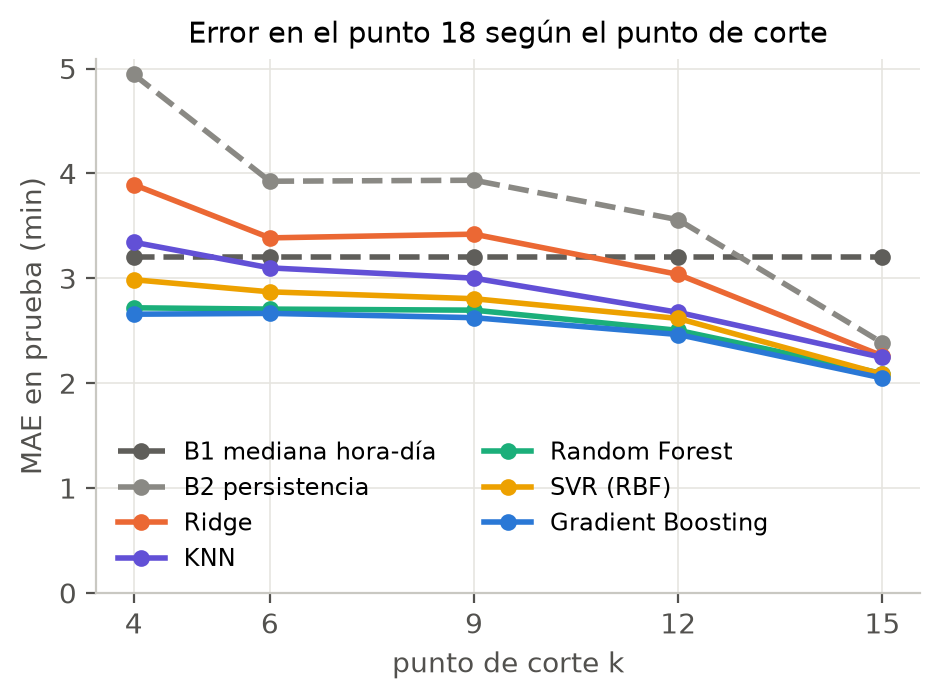 Error en el punto 18 según el punto de corte
MAE en prueba (min)
5
4
3
2
1
0
B1 mediana hora-día
B2 persistencia
Ridge
KNN
Random Forest
SVR (RBF)
Gradient Boosting
4 6 9 12 15
punto de corte k